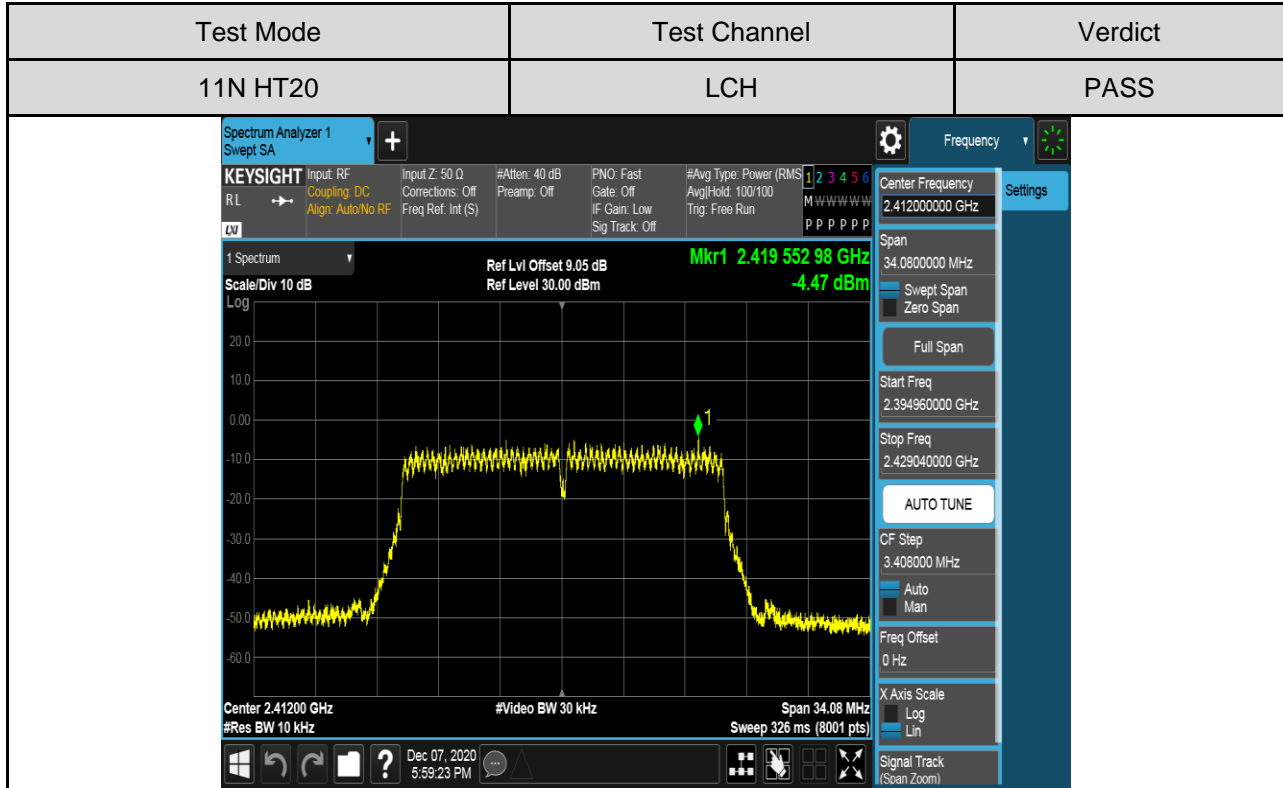 Test Mode Test Channel Verdict
11N HT20 LCH PASS
Spectrum Analyzer 1
Swept SA
+
Frequency
KEYSIGHT
RL
LXI
Input: RF
Coupling: DC
Align: Auto/No RF
Input Z: 50 Ω
Corrections: Off
Freq Ref: Int (S)
#Atten: 40 dB
Preamp: Off
PNO: Fast
Gate: Off
IF Gain: Low
Sig Track: Off
#Avg Type: Power (RMS
Avg|Hold: 100/100
Trig: Free Run
1 2 3 4 5 6
M W W W W W
P P P P P P
1 Spectrum
Scale/Div 10 dB
Ref Lvl Offset 9.05 dB
Ref Level 30.00 dBm
Mkr1 2.419 552 98 GHz
-4.47 dBm
Log
20.0
10.0
0.00
-10.0
-20.0
-30.0
-40.0
-50.0
-60.0
1
Center 2.41200 GHz
#Res BW 10 kHz
#Video BW 30 kHz
Span 34.08 MHz
Sweep 326 ms (8001 pts)
Center Frequency
2.412000000 GHz
Settings
Span
34.0800000 MHz
Swept Span
Zero Span
Full Span
Start Freq
2.394960000 GHz
Stop Freq
2.429040000 GHz
AUTO TUNE
CF Step
3.408000 MHz
Auto
Man
Freq Offset
0 Hz
X Axis Scale
Log
Lin
Signal Track
(Span Zoom)
?
Dec 07, 2020
5:59:23 PM